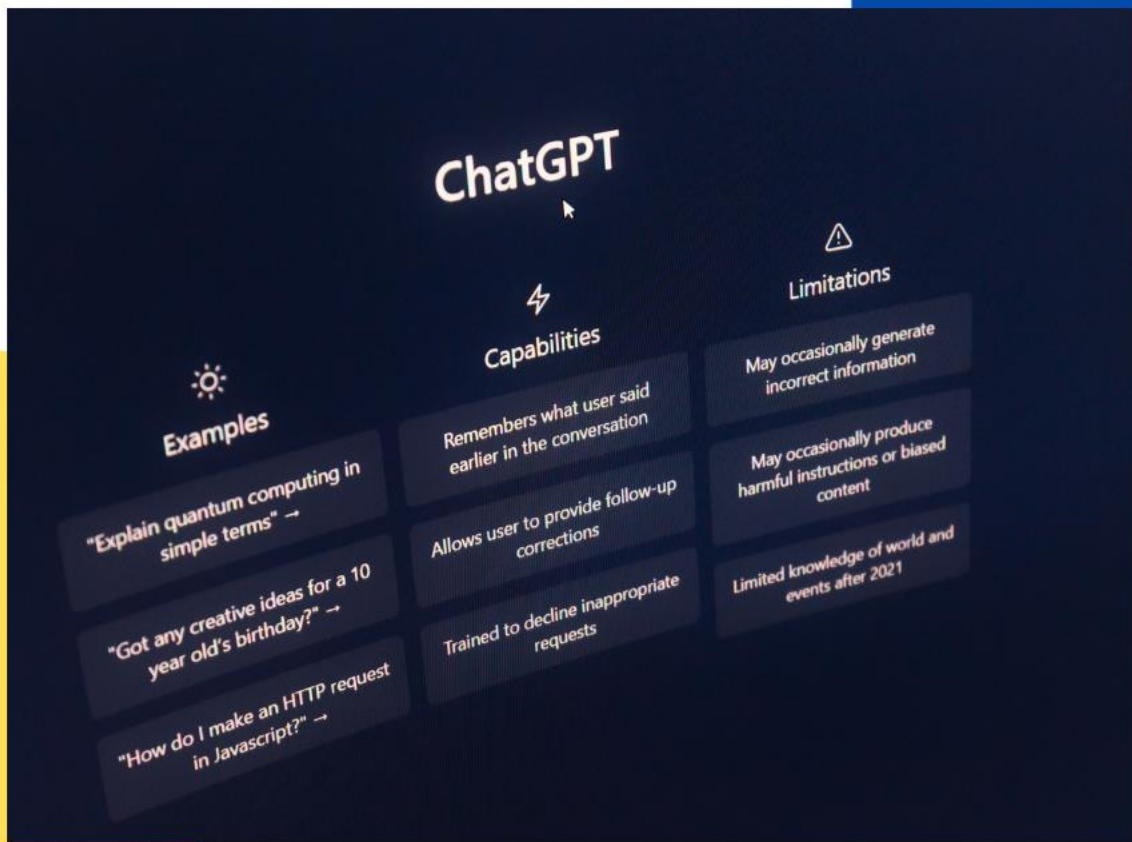 ChatGPT
Examples
"Explain quantum computing in
simple terms" →
"Got any creative ideas for a 10
year old's birthday?" →
"How do I make an HTTP request
in Javascript?" →
Capabilities
Remembers what user said
earlier in the conversation
Allows user to provide follow-up
corrections
Trained to decline inappropriate
requests
Limitations
May occasionally generate
incorrect information
May occasionally produce
harmful instructions or biased
content
Limited knowledge of world and
events after 2021